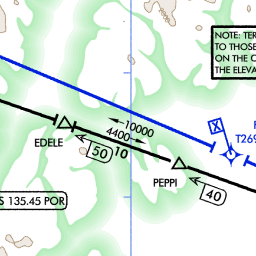 NOTE: TER
TO THOSE
ON THE
THE ELEVA
X
T269
10000
4400
EDELE
50
10
PEPPI
40
S 135.45 POR